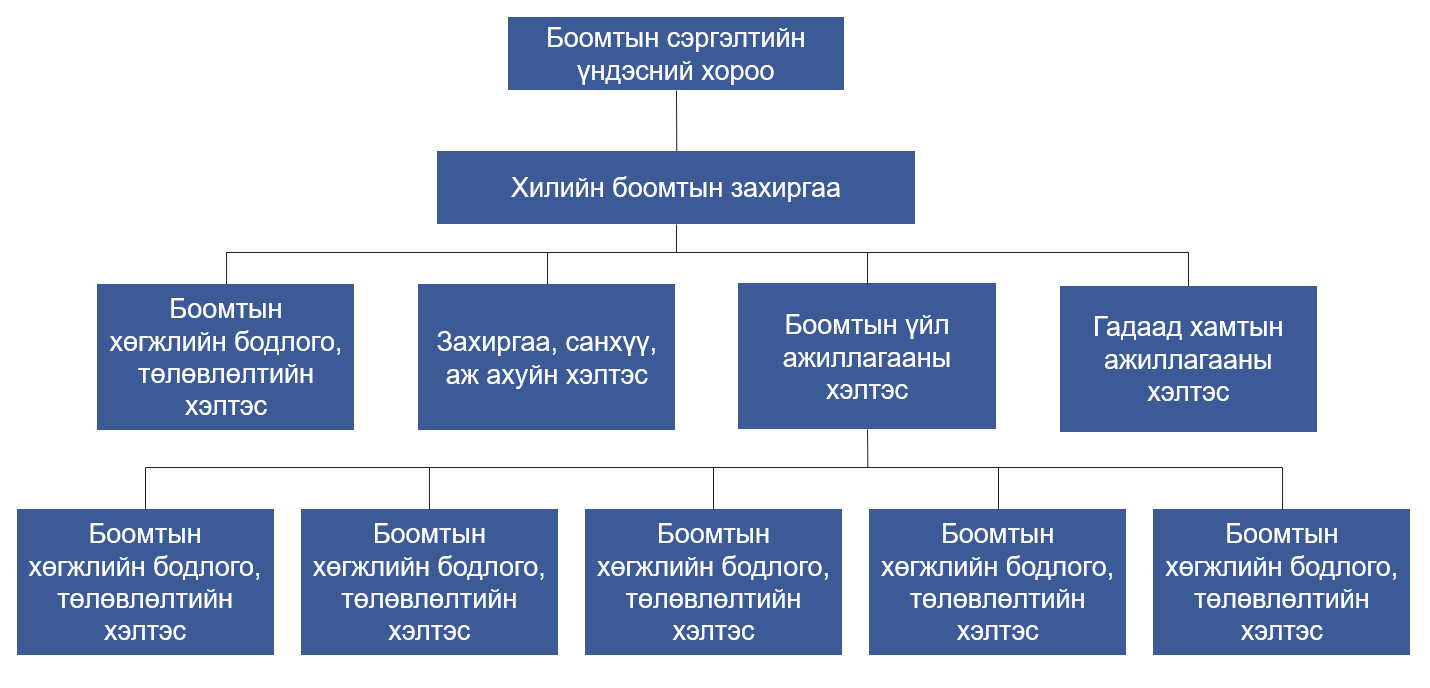 Боомтын сэргэлтийн
үндэсний хороо
Хилийн боомтын захиргаа
Боомтын
хөгжлийн бодлого,
төлөвлөлтийн
хэлтэс
Захиргаа, санхүү,
аж ахуйн хэлтэс
Боомтын үйл
ажиллагааны
хэлтэс
Гадаад хамтын
ажиллагааны
хэлтэс
Боомтын
хөгжлийн бодлого,
төлөвлөлтийн
хэлтэс
Боомтын
хөгжлийн бодлого,
төлөвлөлтийн
хэлтэс
Боомтын
хөгжлийн бодлого,
төлөвлөлтийн
хэлтэс
Боомтын
хөгжлийн бодлого,
төлөвлөлтийн
хэлтэс
Боомтын
хөгжлийн бодлого,
төлөвлөлтийн
хэлтэс